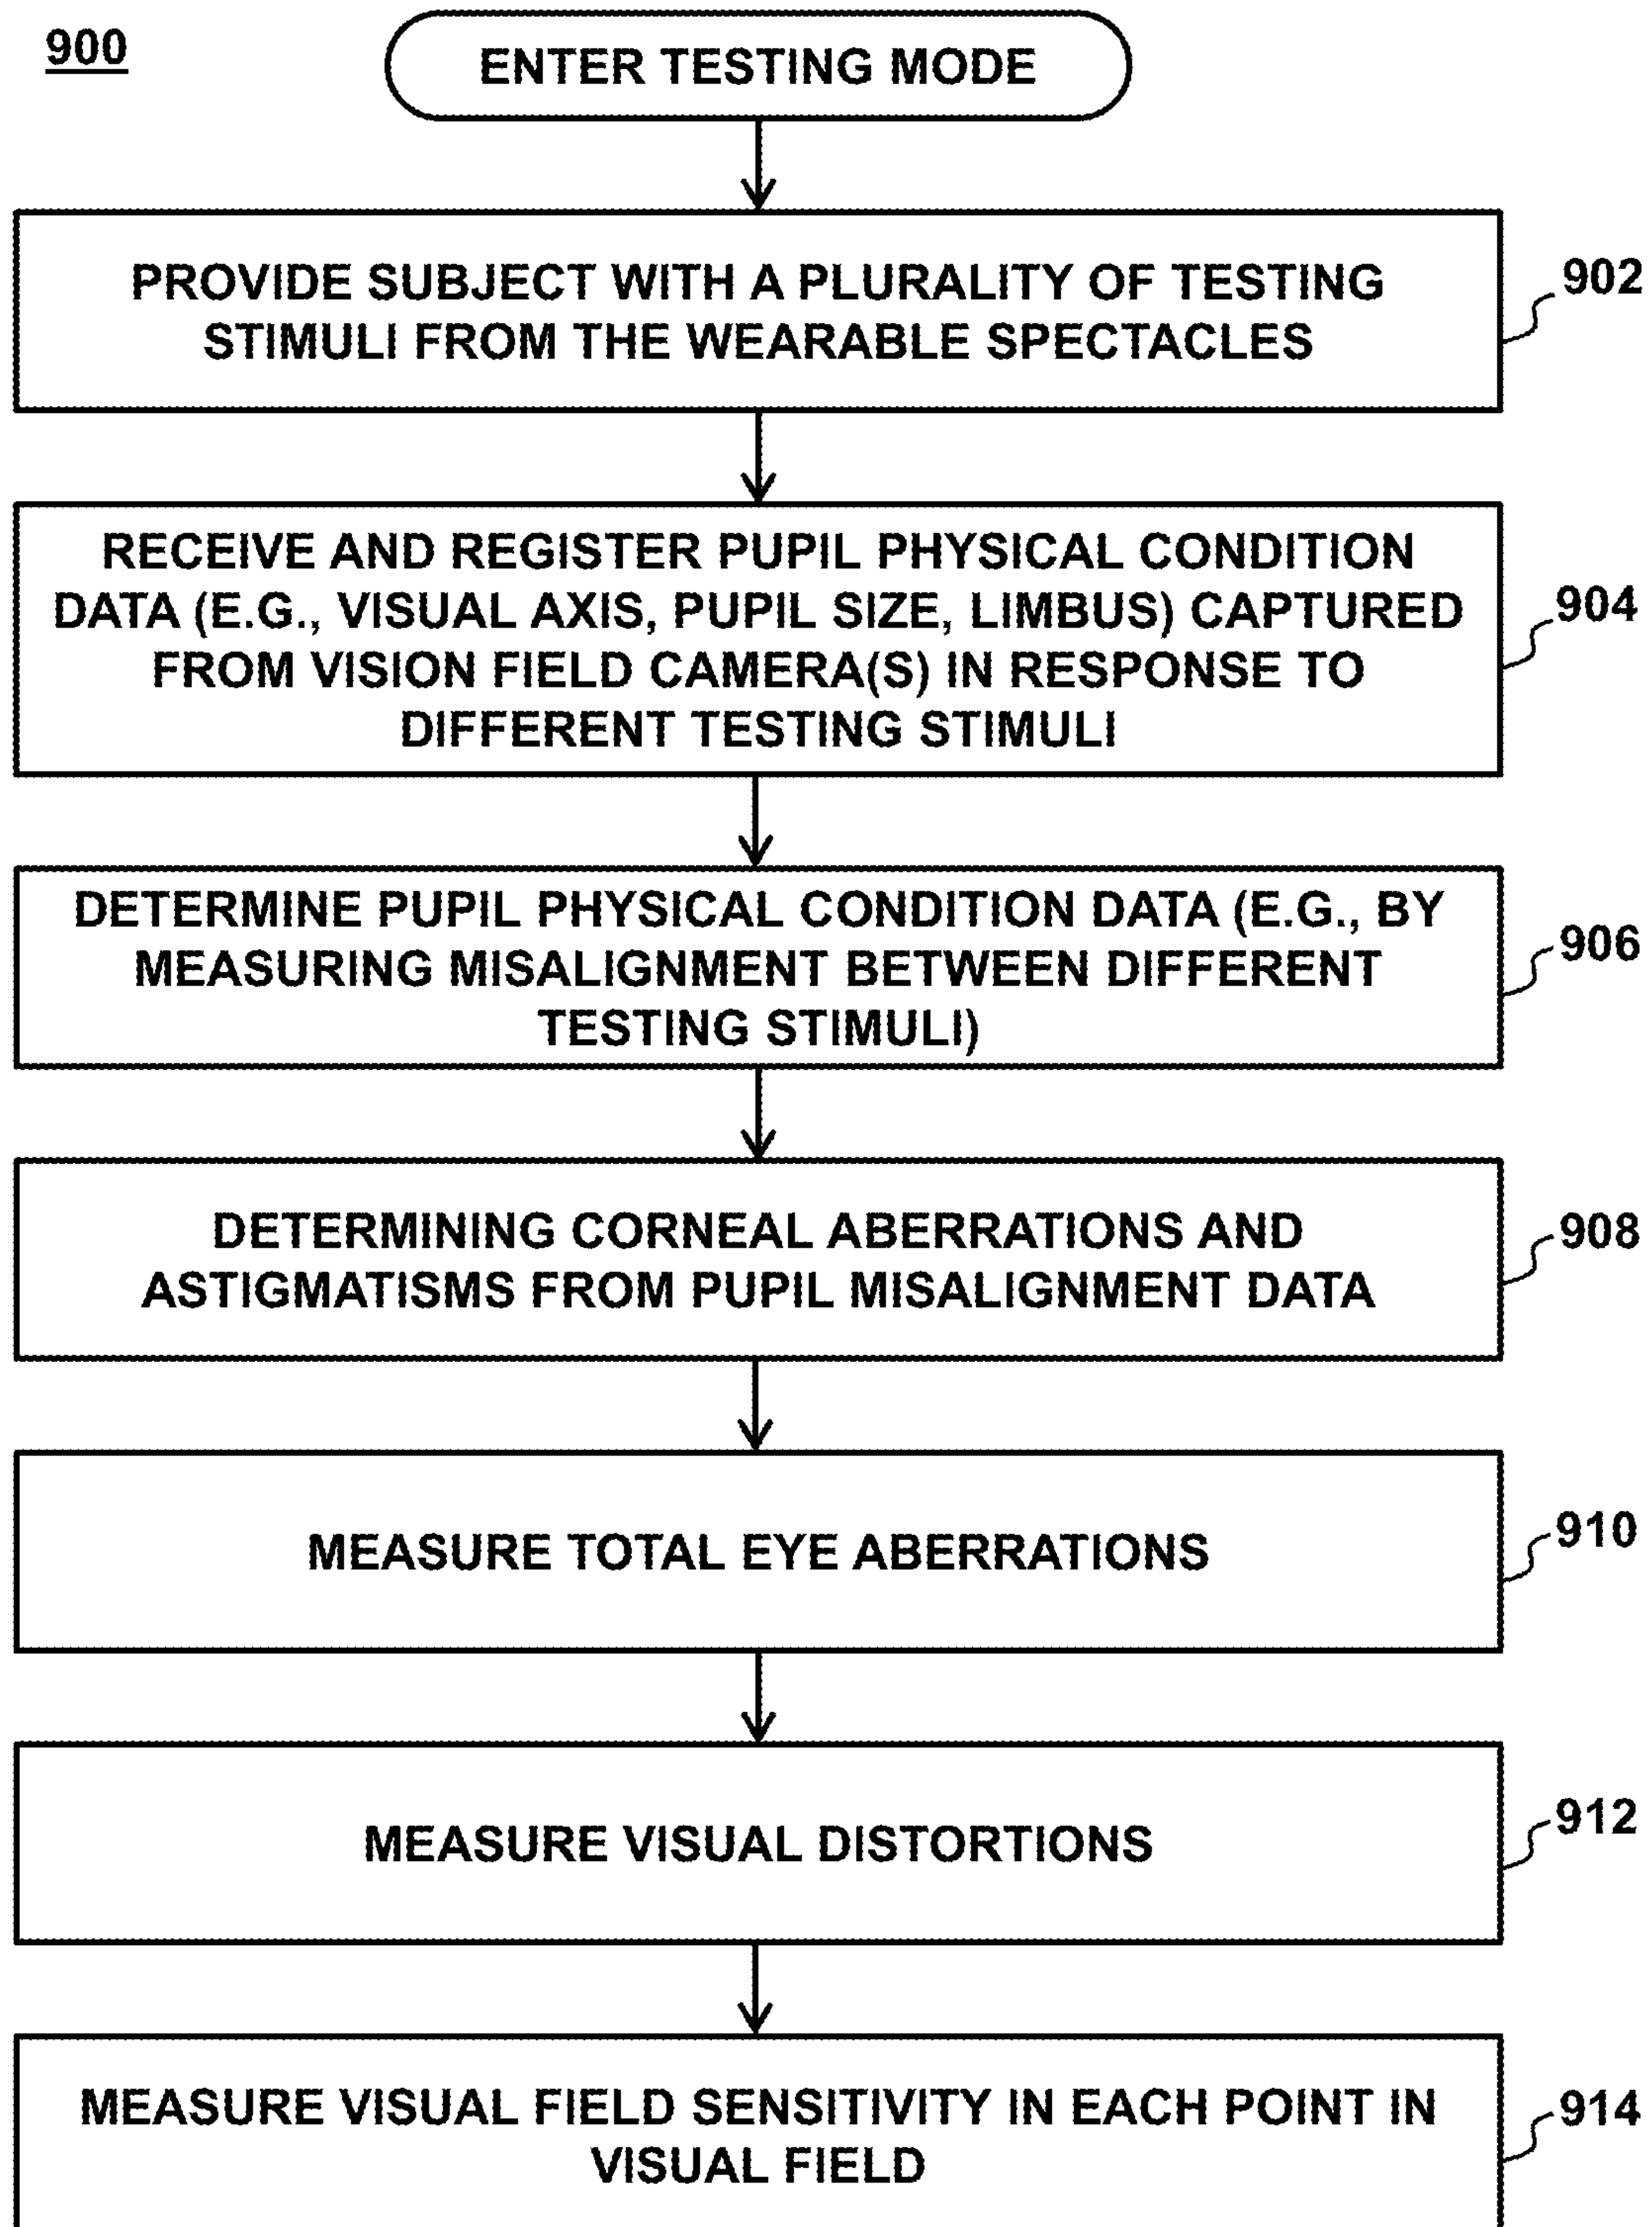 900
ENTER TESTING MODE
PROVIDE SUBJECT WITH A PLURALITY OF TESTING
STIMULI FROM THE WEARABLE SPECTACLES
902
RECEIVE AND REGISTER PUPIL PHYSICAL CONDITION
DATA (E.G., VISUAL AXIS, PUPIL SIZE, LIMBUS) CAPTURED
FROM VISION FIELD CAMERA(S) IN RESPONSE TO
DIFFERENT TESTING STIMULI
904
DETERMINE PUPIL PHYSICAL CONDITION DATA (E.G., BY
MEASURING MISALIGNMENT BETWEEN DIFFERENT
TESTING STIMULI)
906
DETERMINING CORNEAL ABERRATIONS AND
ASTIGMATISMS FROM PUPIL MISALIGNMENT DATA
908
MEASURE TOTAL EYE ABERRATIONS
910
MEASURE VISUAL DISTORTIONS
912
MEASURE VISUAL FIELD SENSITIVITY IN EACH POINT IN
VISUAL FIELD
914